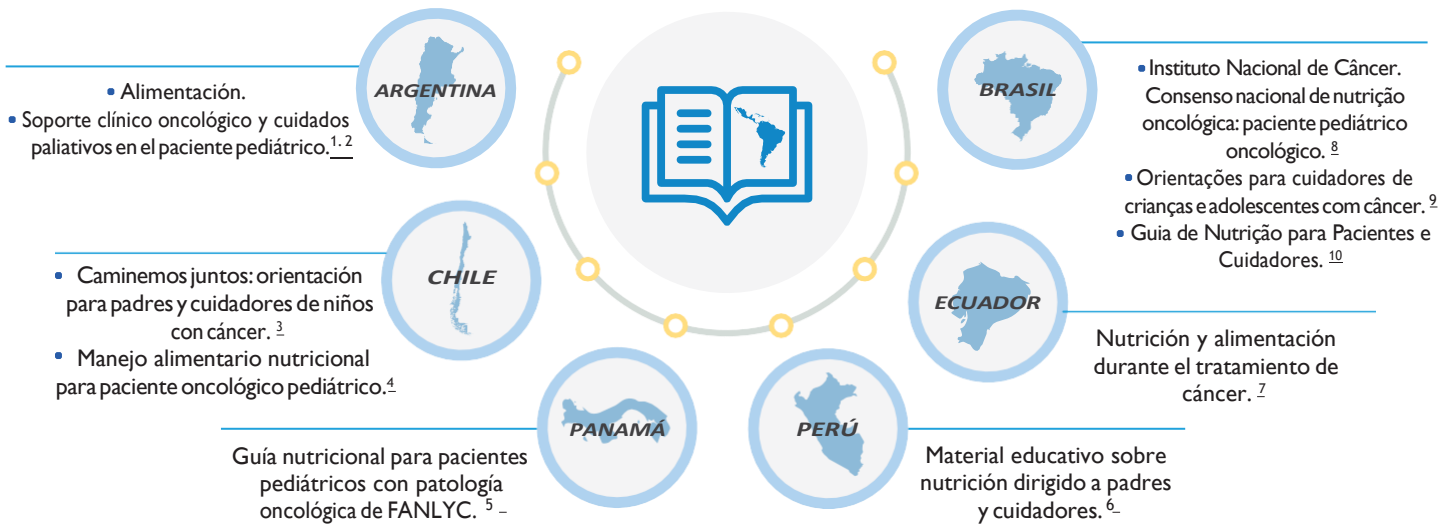 ARGENTINA
• Alimentación.
• Soporte clínico oncológico y cuidados
paliativos en el paciente pediátrico.1, 2
CHILE
• Caminemos juntos: orientación
para padres y cuidadores de niños
con cáncer. 3
• Manejo alimentario nutricional
para paciente oncológico pediátrico.4
PANAMÁ
Guía nutricional para pacientes
pediátricos con patología
oncológica de FANLYC. 5
PERÚ
Material educativo sobre
nutrición dirigido a padres
y cuidadores. 6
ECUADOR
Nutrición y alimentación
durante el tratamiento de
cáncer. 7
BRASIL
• Instituto Nacional de Câncer.
Consenso nacional de nutrição
oncológica: paciente pediátrico
oncológico. 8
• Orientações para cuidadores de
crianças e adolescentes com câncer. 9
• Guia de Nutrição para Pacientes e
Cuidadores. 10